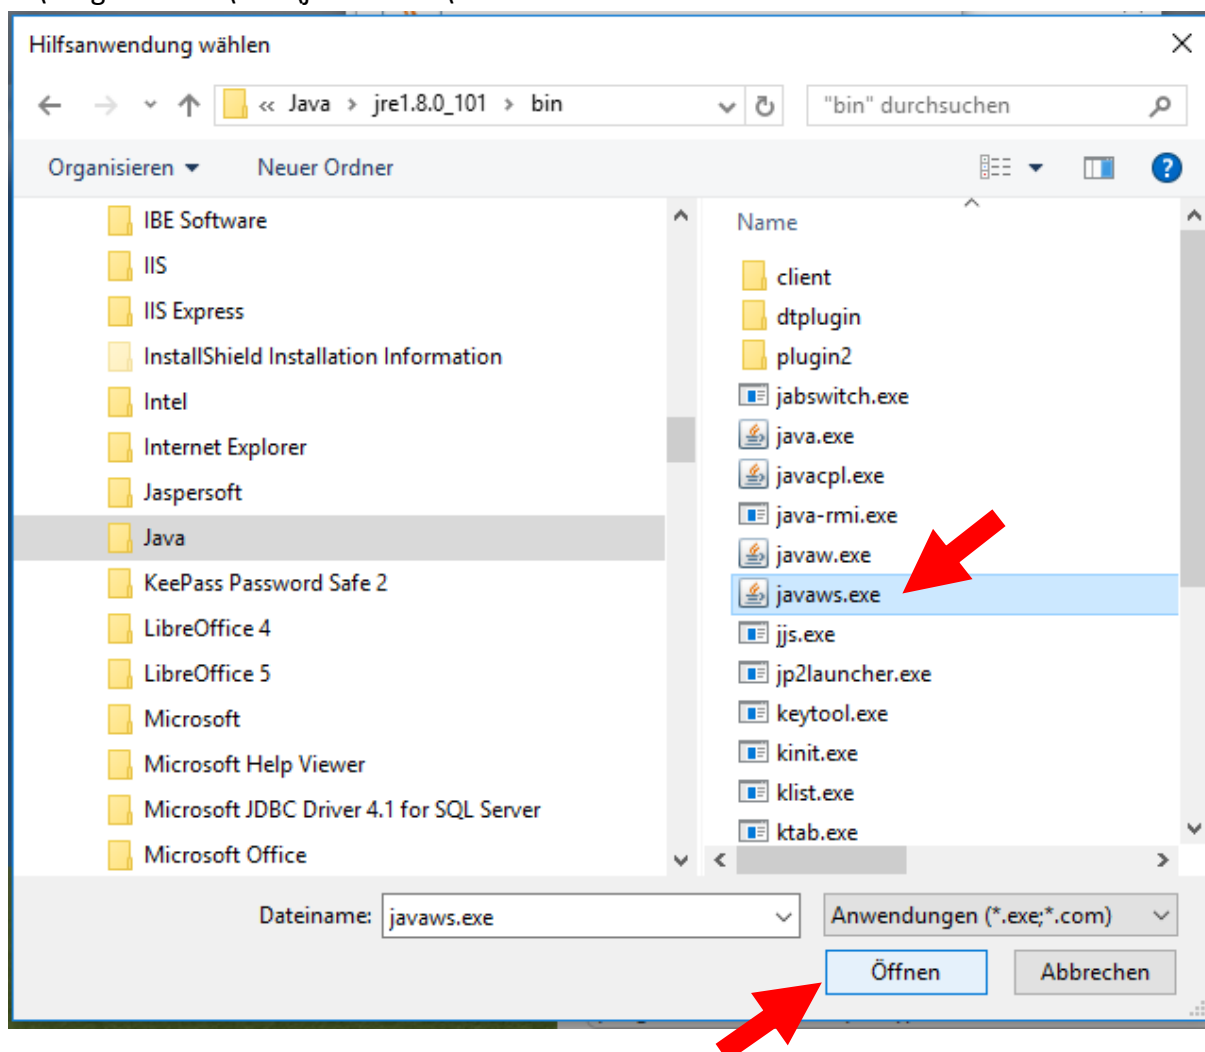 Hilfsanwendung wählen
« Java > jre1.8.0_101 > bin
"bin" durchsuchen
Organisieren
Neuer Ordner
IBE Software
IIS
IIS Express
InstallShield Installation Information
Intel
Internet Explorer
Jaspersoft
Java
KeePass Password Safe 2
LibreOffice 4
LibreOffice 5
Microsoft
Microsoft Help Viewer
Microsoft JDBC Driver 4.1 for SQL Server
Microsoft Office
Name
client
dtplugin
plugin2
jabswitch.exe
java.exe
javacpl.exe
java-rmi.exe
javaw.exe
javaws.exe
jjs.exe
jp2launcher.exe
keytool.exe
kinit.exe
klist.exe
ktab.exe
Dateiname: javaws.exe
Anwendungen (*.exe;*.com)
Öffnen
Abbrechen